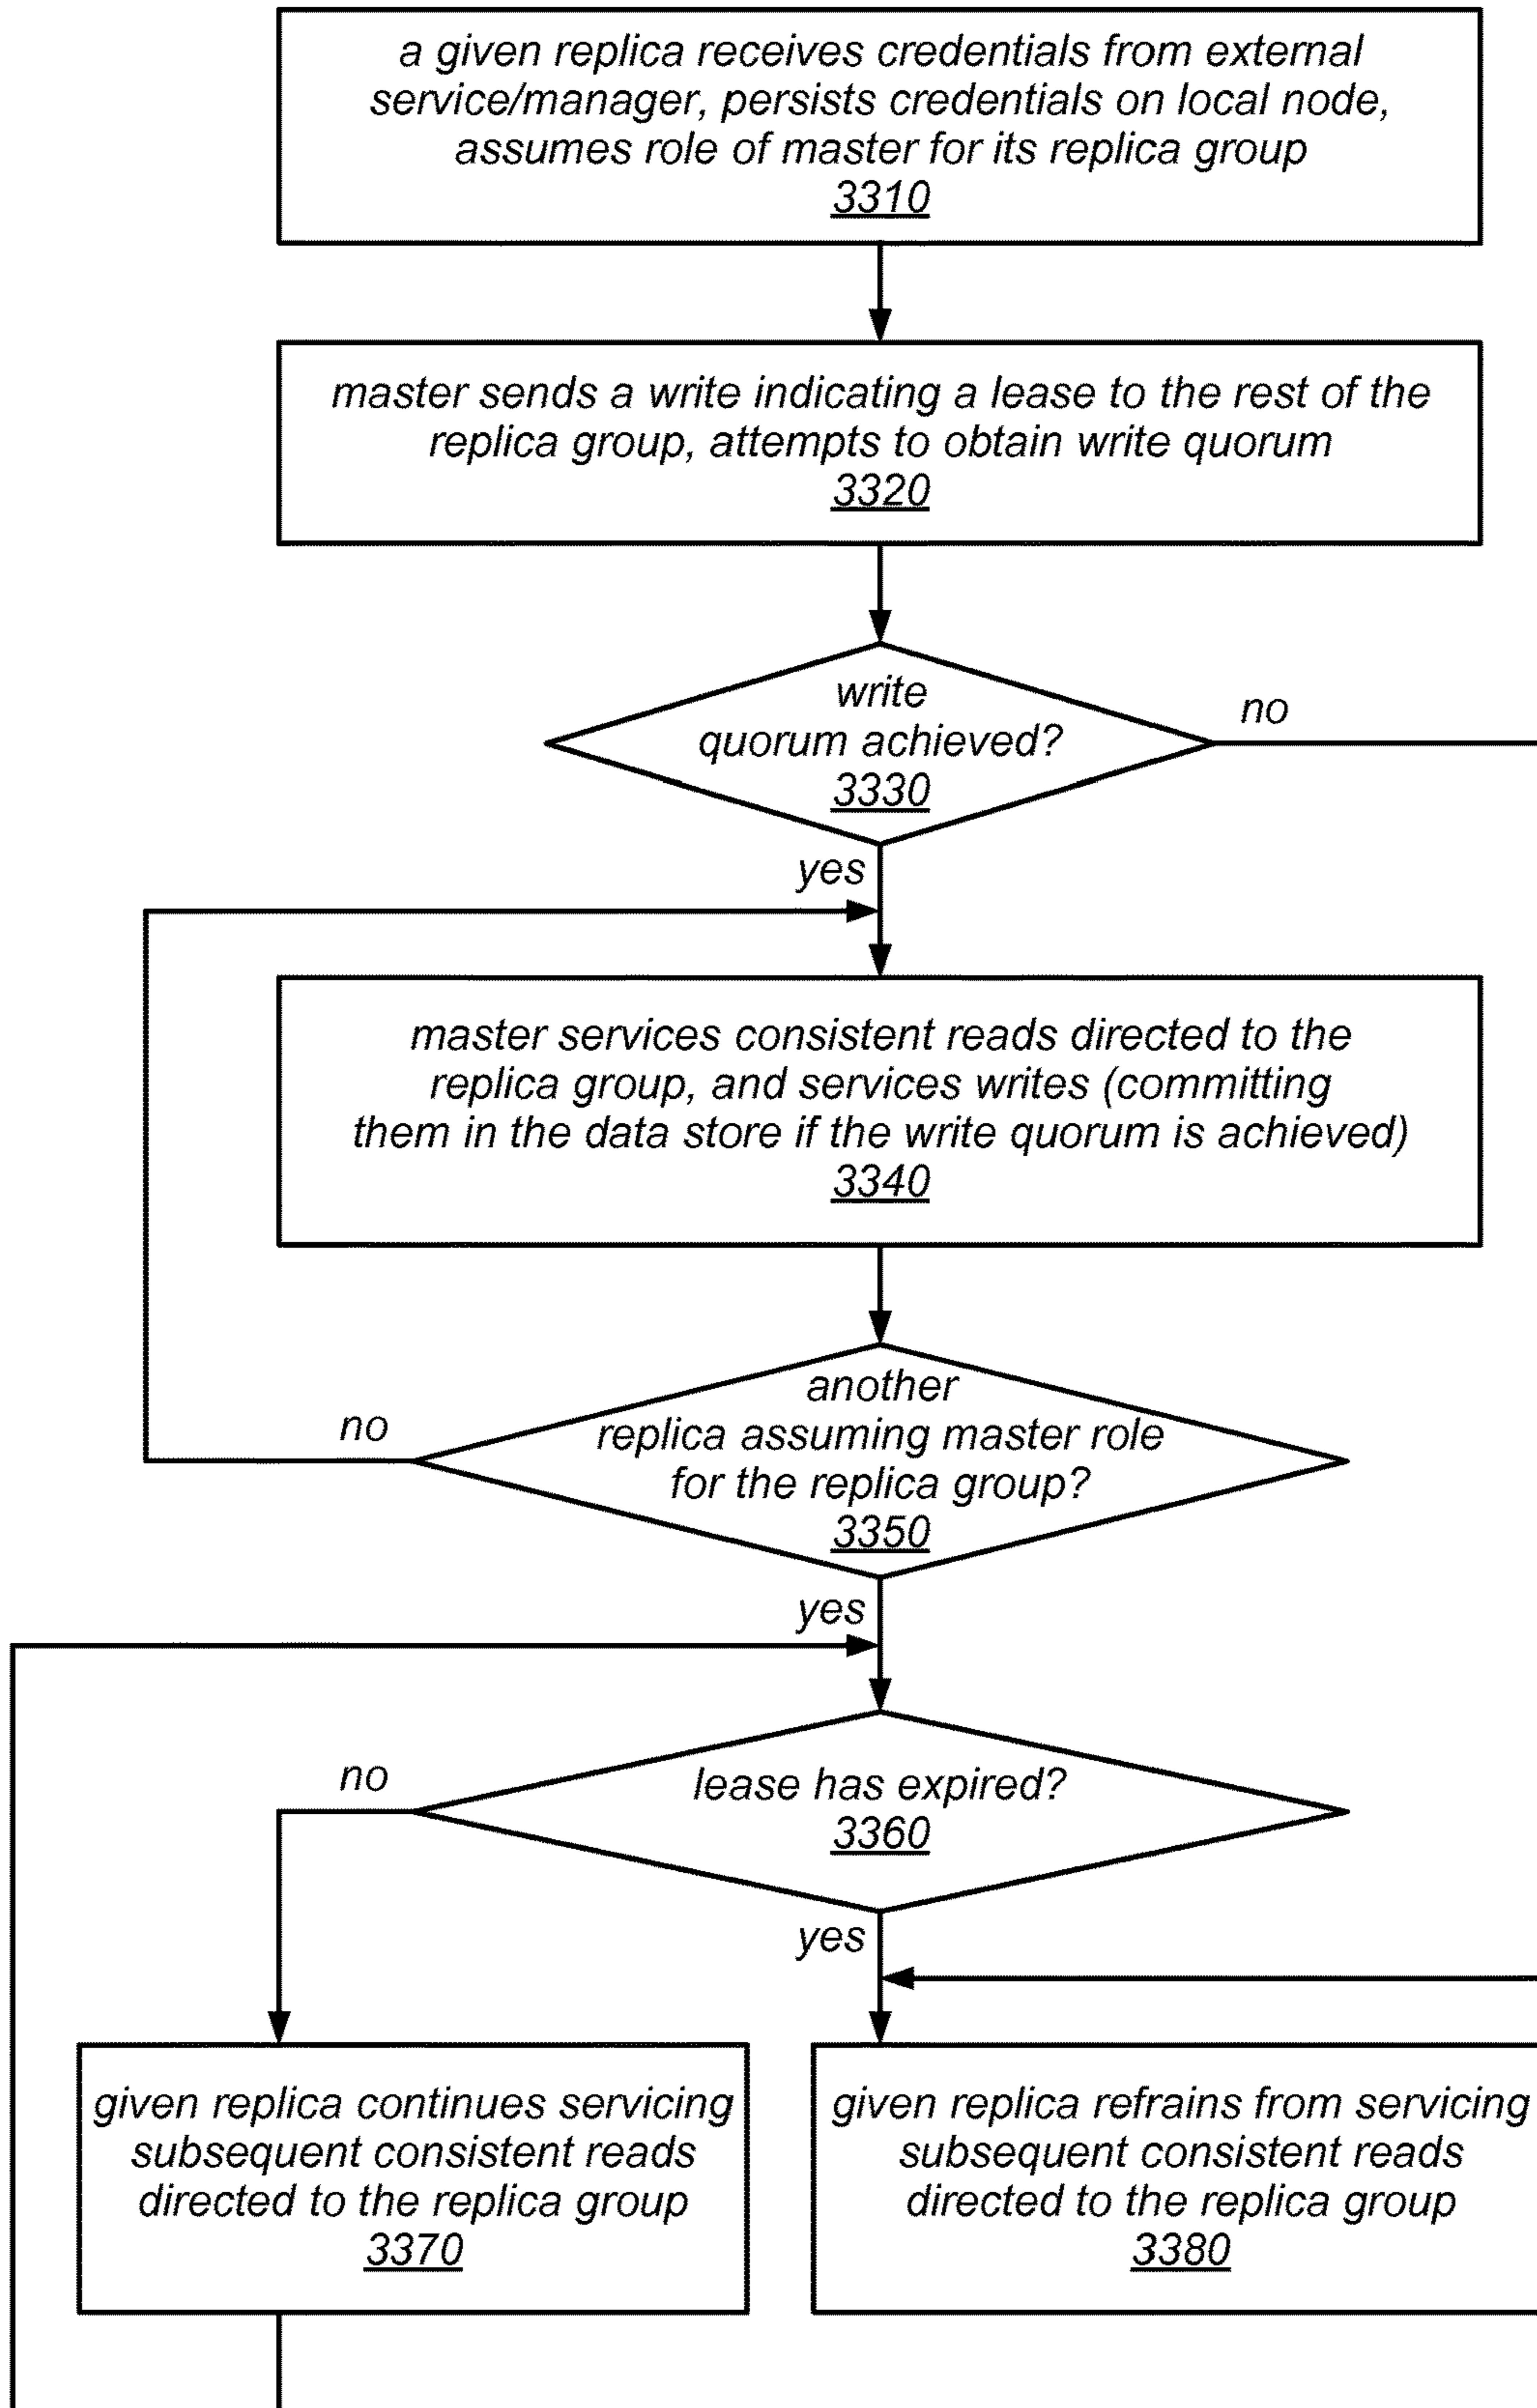 a given replica receives credentials from external
service/manager, persists credentials on local node,
assumes role of master for its replica group
3310
master sends a write indicating a lease to the rest of the
replica group, attempts to obtain write quorum
3320
write
quorum achieved?
3330
no
yes
master services consistent reads directed to the
replica group, and services writes (committing
them in the data store if the write quorum is achieved)
3340
another
replica assuming master role
for the replica group?
3350
no
yes
lease has expired?
3360
no
yes
given replica continues servicing
subsequent consistent reads
directed to the replica group
3370
given replica refrains from servicing
subsequent consistent reads
directed to the replica group
3380